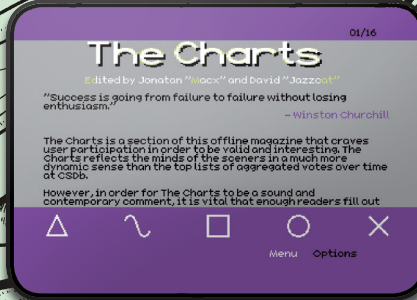 01/16
The Charts
Edited by Jonatan "Macx" and David "Jazzcat"
"Success is going from failure to failure without losing
enthusiasm."
- Winston Churchill
The Charts is a section of this offline magazine that craves
user participation in order to be valid and interesting. The
Charts reflects the minds of the sceners in a much more
dynamic sense than the top lists of aggregated votes over time
at CSDb.
However, in order for The Charts to be a sound and
contemporary comment, it is vital that enough readers fill out
Menu Options